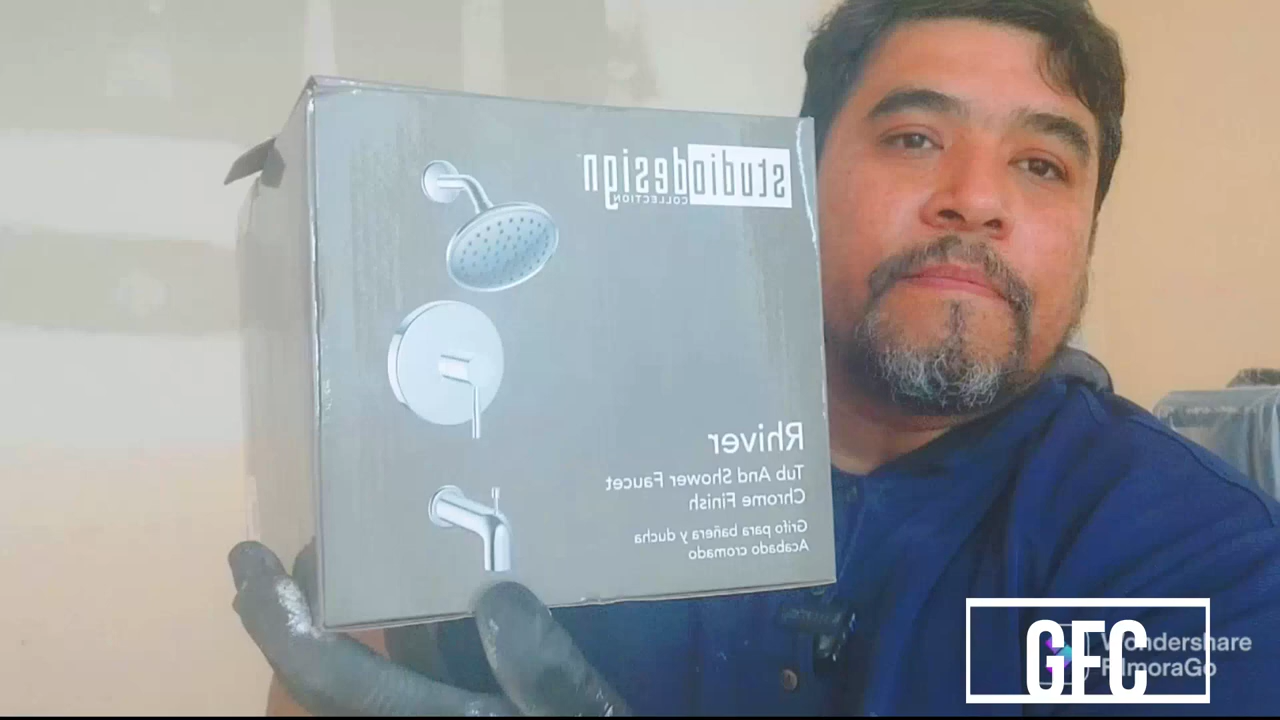 studiodesign
COLLECTION
Rhiver
Tub And Shower Faucet
Chrome Finish
Grifo para bañera y ducha
Acabado cromado
GFC
Wondershare
FilmoraGo